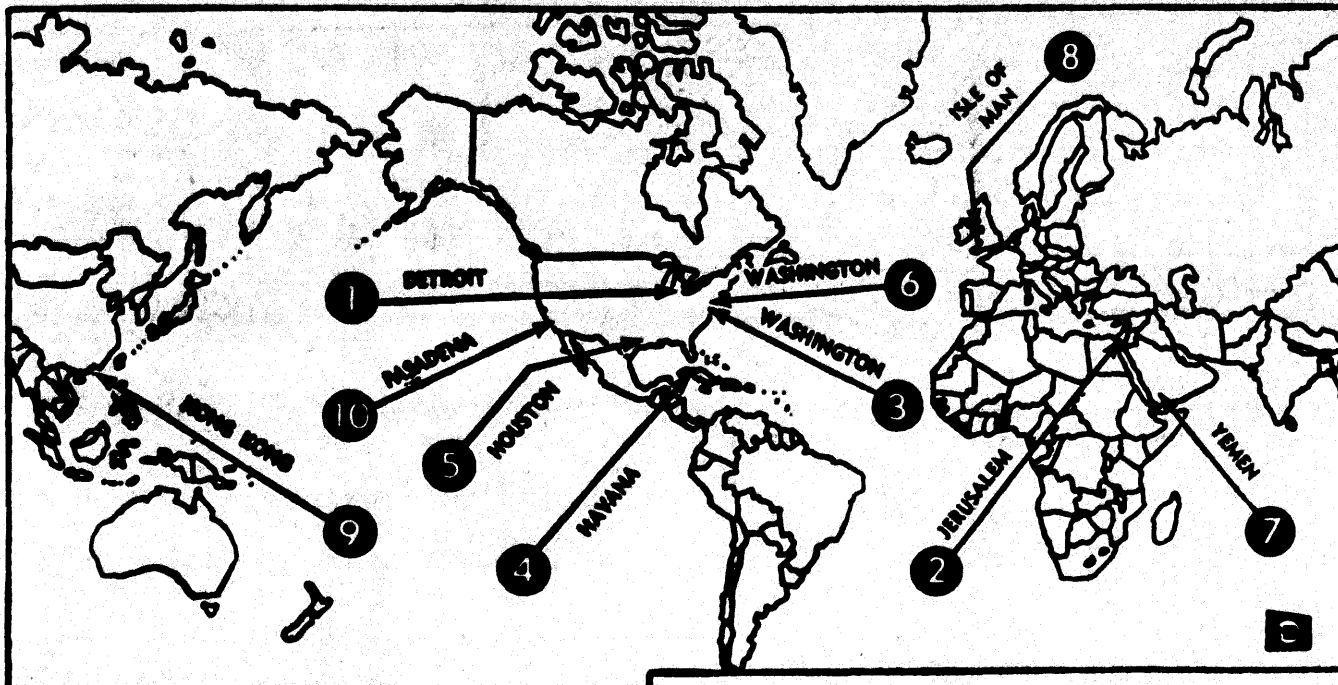 8
ISLE OF
MAN
1
DETROIT
WASHINGTON
6
PASADENA
WASHINGTON
10
HOUSTON
3
HONG KONG
5
HAVANA
JERUSALEM
YEMEN
9
4
2
7